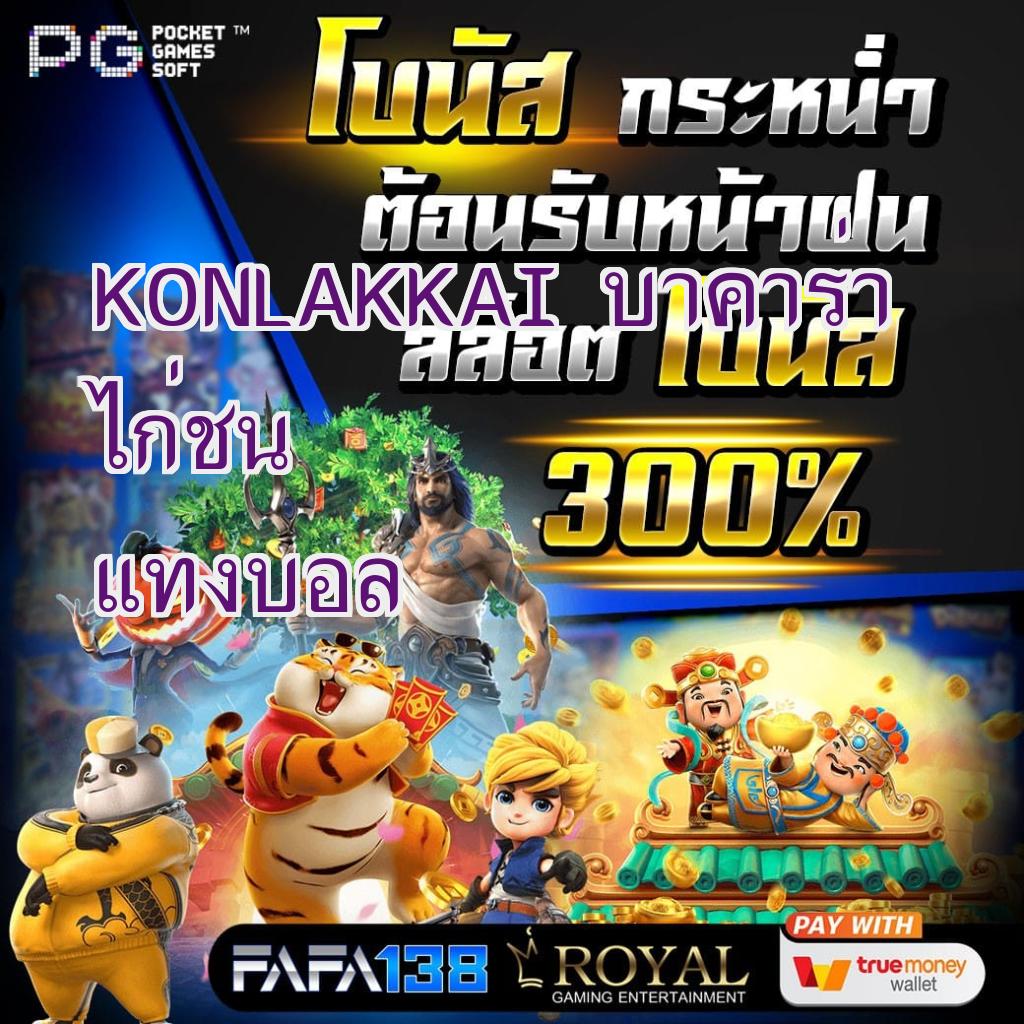 PG POCKET GAMES SOFT ™
โบนัส กระหน่ำ
ต้อนรับหน้าฝน
KONLAKKAI บาคาร่า
สล็อต โบนัส
ไก่ชน
300%
แทงบอล
FAFA138
ROYAL
GAMING ENTERTAINMENT
PAY WITH
truemoney
wallet